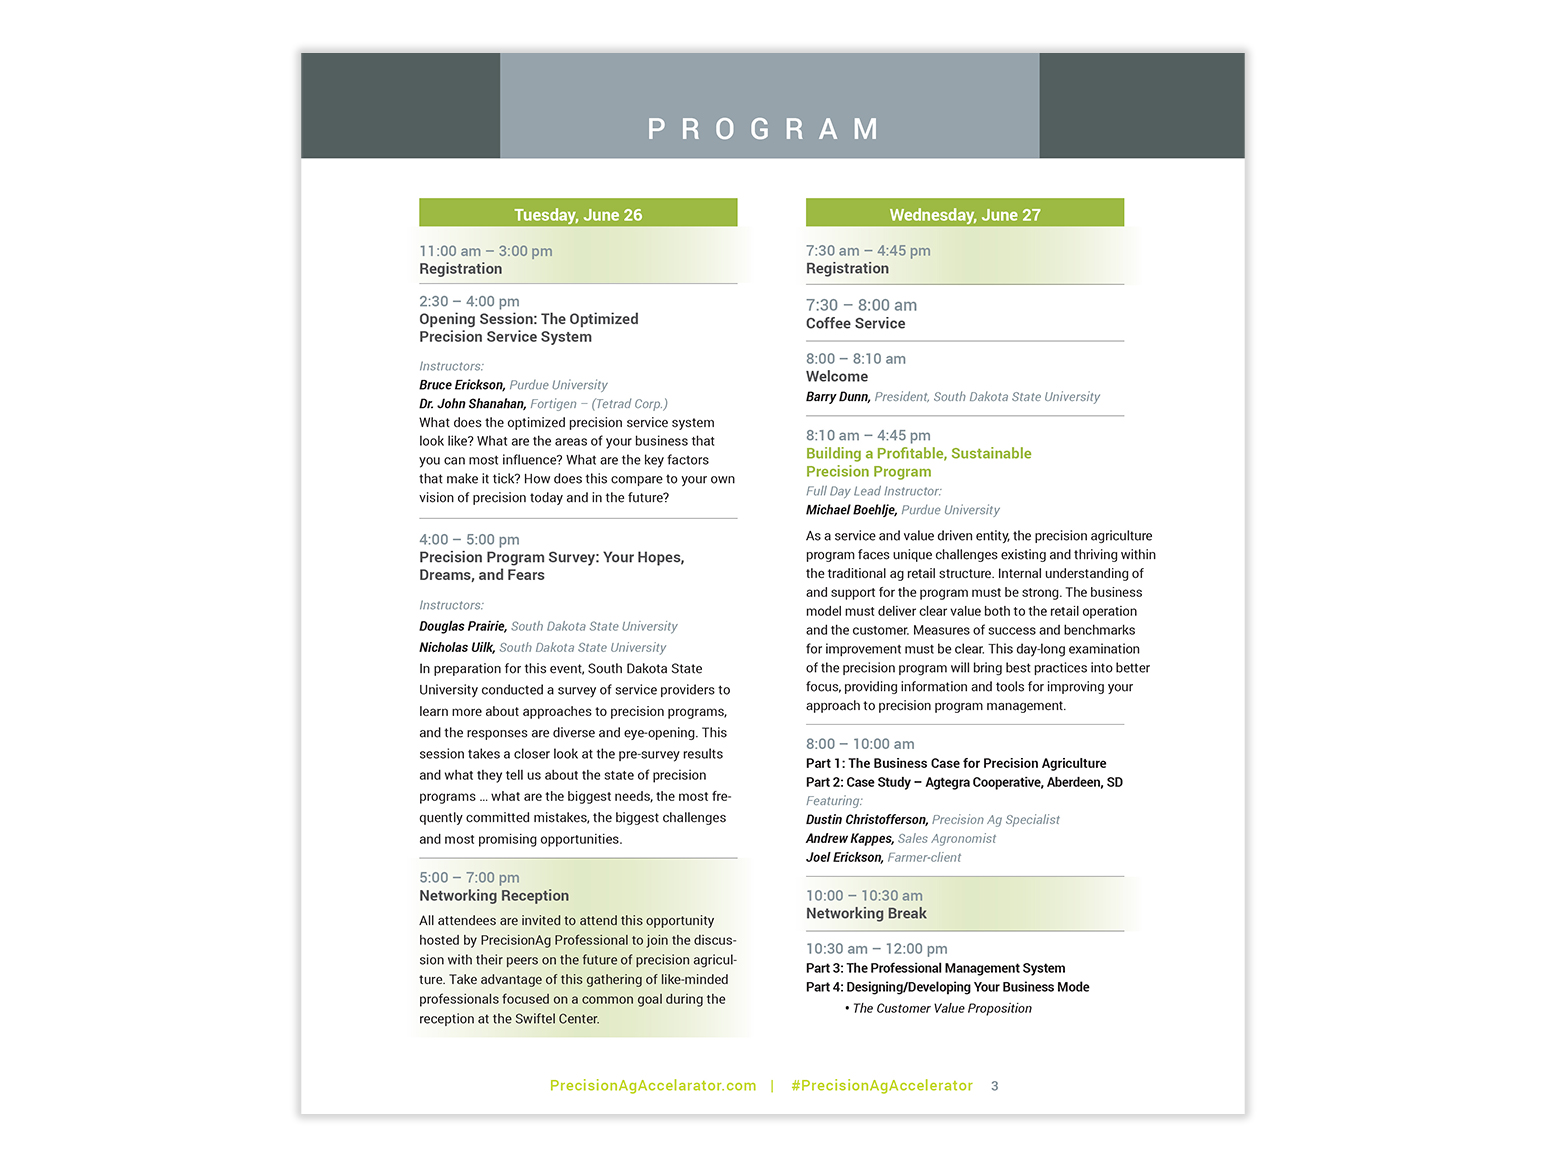 PROGRAM
Tuesday, June 26
11:00 am – 3:00 pm
Registration
2:30 – 4:00 pm
Opening Session: The Optimized
Precision Service System
Instructors:
Bruce Erickson, Purdue University
Dr. John Shanahan, Fortigen – (Tetrad Corp.)
What does the optimized precision service system
look like? What are the areas of your business that
you can most influence? What are the key factors
that make it tick? How does this compare to your own
vision of precision today and in the future?
4:00 – 5:00 pm
Precision Program Survey: Your Hopes,
Dreams, and Fears
Instructors:
Douglas Prairie, South Dakota State University
Nicholas Uilk, South Dakota State University
In preparation for this event, South Dakota State
University conducted a survey of service providers to
learn more about approaches to precision programs,
and the responses are diverse and eye-opening. This
session takes a closer look at the pre-survey results
and what they tell us about the state of precision
programs ... what are the biggest needs, the most fre-
quently committed mistakes, the biggest challenges
and most promising opportunities.
5:00 – 7:00 pm
Networking Reception
All attendees are invited to attend this opportunity
hosted by PrecisionAg Professional to join the discus-
sion with their peers on the future of precision agricul-
ture. Take advantage of this gathering of like-minded
professionals focused on a common goal during the
reception at the Swiftel Center.
Wednesday, June 27
7:30 am – 4:45 pm
Registration
7:30 – 8:00 am
Coffee Service
8:00 – 8:10 am
Welcome
Barry Dunn, President, South Dakota State University
8:10 am – 4:45 pm
Building a Profitable, Sustainable
Precision Program
Full Day Lead Instructor:
Michael Boehlje, Purdue University
As a service and value driven entity, the precision agriculture
program faces unique challenges existing and thriving within
the traditional ag retail structure. Internal understanding of
and support for the program must be strong. The business
model must deliver clear value both to the retail operation
and the customer. Measures of success and benchmarks
for improvement must be clear. This day-long examination
of the precision program will bring best practices into better
focus, providing information and tools for improving your
approach to precision program management.
8:00 – 10:00 am
Part 1: The Business Case for Precision Agriculture
Part 2: Case Study – Agtegra Cooperative, Aberdeen, SD
Featuring:
Dustin Christofferson, Precision Ag Specialist
Andrew Kappes, Sales Agronomist
Joel Erickson, Farmer-client
10:00 – 10:30 am
Networking Break
10:30 am – 12:00 pm
Part 3: The Professional Management System
Part 4: Designing/Developing Your Business Mode
• The Customer Value Proposition
PrecisionAgAccelarator.com | #PrecisionAgAccelerator 3